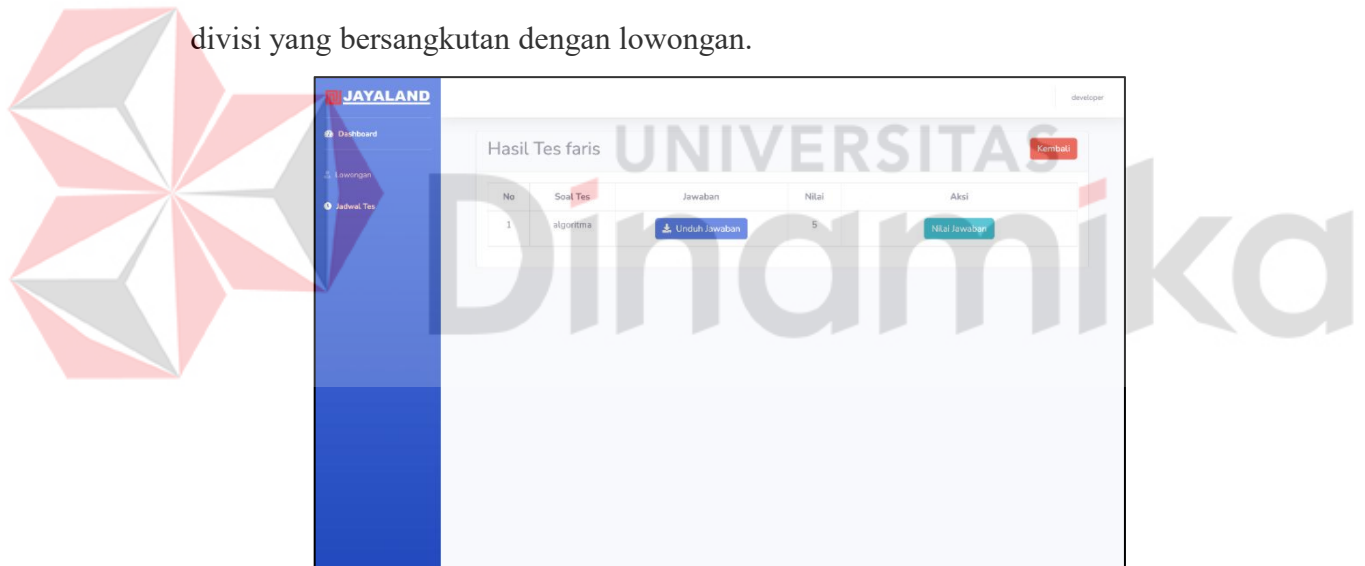 divisi yang bersangkutan dengan lowongan.
JAYALAND
developer
Dashboard
Lowongan
Jadwal Tes
UNIVERSITAS
Dinamika
Hasil Tes faris
Kembali
No Soal Tes Jawaban Nilai Aksi
1 algoritma Unduh Jawaban 5 Nilai Jawaban